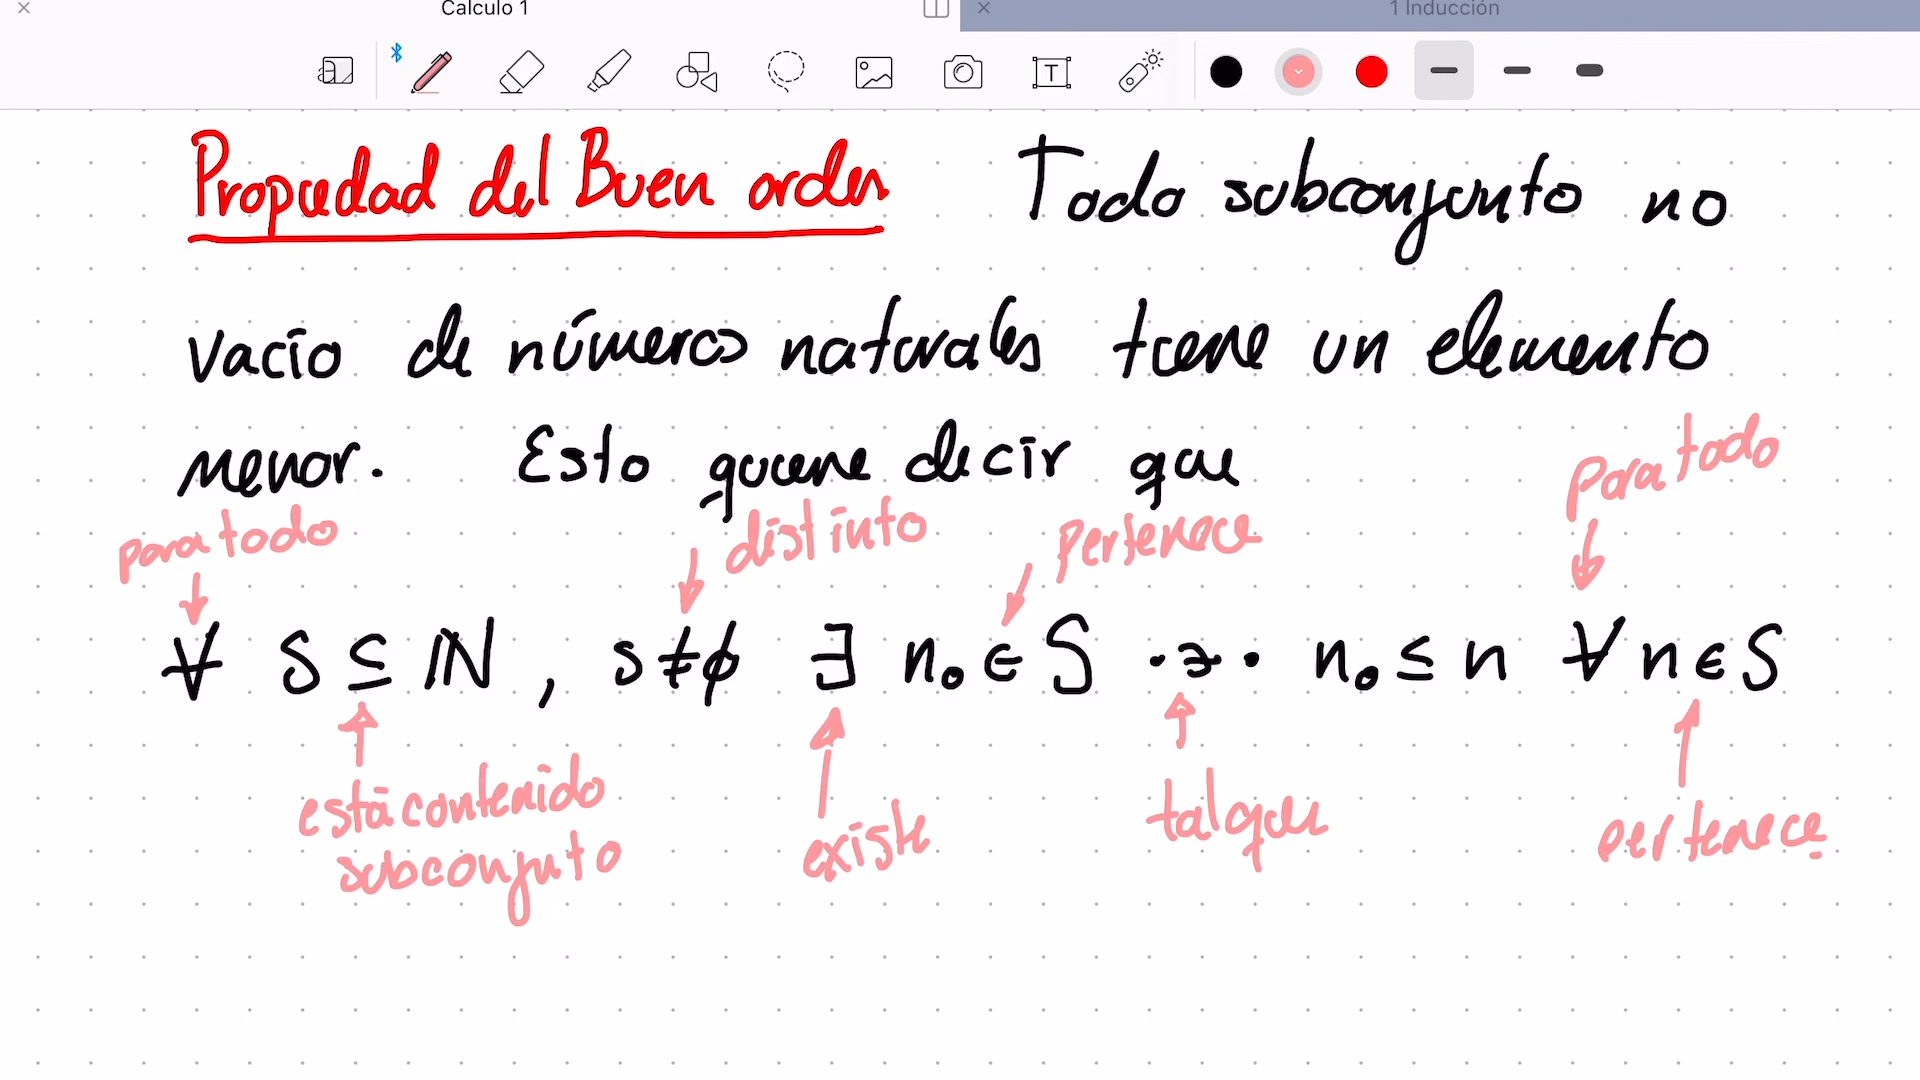 Calculo 1
1 Inducción
Propiedad del Buen orden Todo subconjunto no
vacío de números naturales tiene un elemento
menor. Esto quiere decir que
para todo distinto pertenece para todo
∀ S ⊆ ℕ , S ≠ ∅ ∃ n₀ ∈ S ·∋· n₀ ≤ n ∀ n ∈ S
está contenido existe tal que pertenece
subconjuto